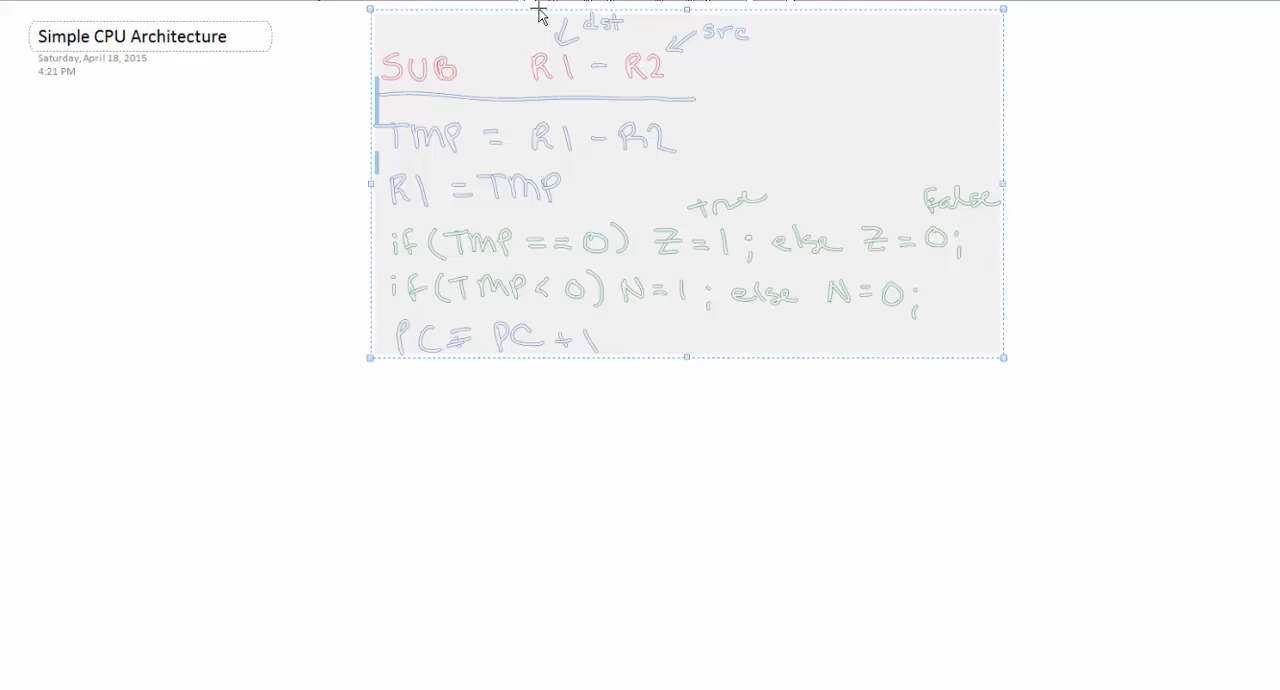 Simple CPU Architecture
Saturday, April 18, 2015
4:21 PM
dst src
SUB R1 - R2
TMP = R1 - R2
R1 = TMP
true False
if (TMP == 0) Z = 1; else Z = 0;
if (TMP < 0) N = 1; else N = 0;
PC = PC + 1